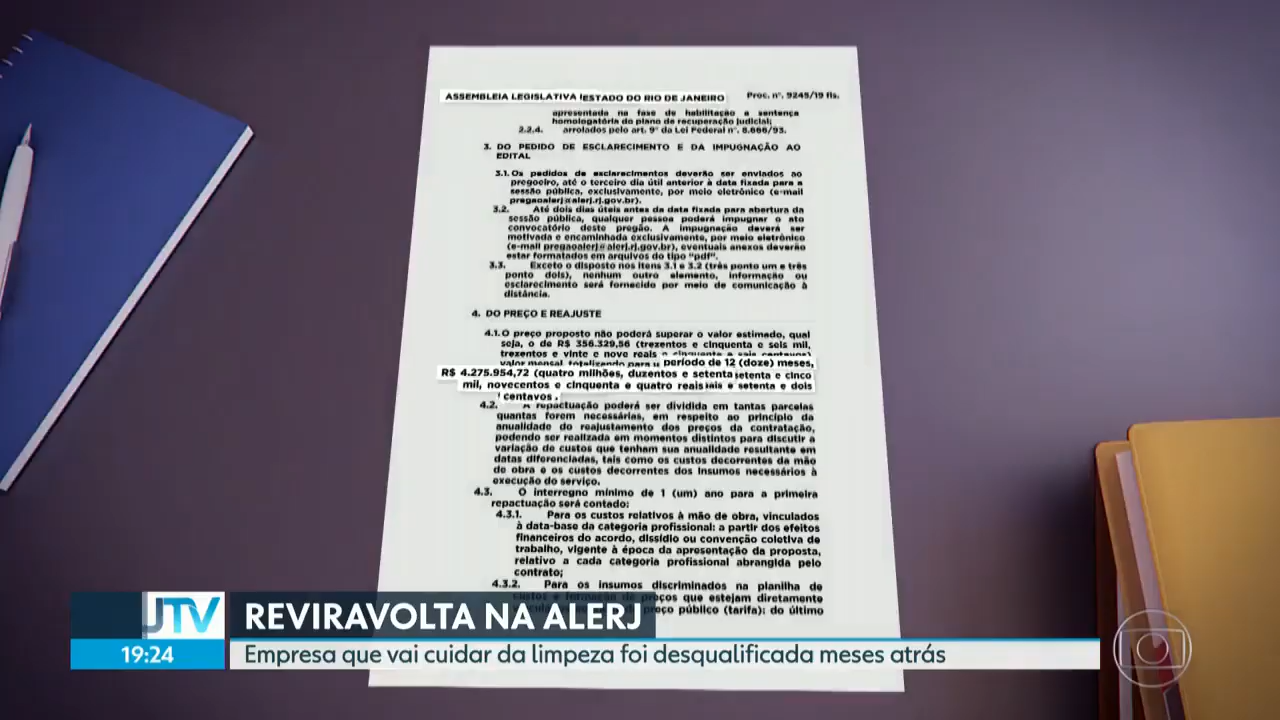 ASSEMBLEIA LEGISLATIVA ESTADO DO RIO DE JANEIRO
Proc. nº. 9245/19 fls.
apresentada na fase de habilitação a sentença
homologatória do plano de recuperação judicial;
2.2.4. arrolados pelo art. 9º da Lei Federal nº. 8.666/93.
3. DO PEDIDO DE ESCLARECIMENTO E DA IMPUGNAÇÃO AO
EDITAL
3.1. Os pedidos de esclarecimentos deverão ser enviados ao
pregoeiro, até o terceiro dia útil anterior à data fixada para a
sessão pública, exclusivamente, por meio eletrônico (e-mail
pregaoalerj@alerj.rj.gov.br).
3.2. Até dois dias úteis antes da data fixada para abertura da
sessão pública, qualquer pessoa poderá impugnar o ato
convocatório deste pregão. A impugnação deverá ser
motivada e encaminhada exclusivamente, por meio eletrônico
(e-mail pregaoalerj@alerj.rj.gov.br), eventuais anexos deverão
estar formatados em arquivos do tipo "pdf".
3.3. Exceto o disposto nos itens 3.1 e 3.2 (três ponto um e três
ponto dois), nenhum outro elemento, informação ou
esclarecimento será fornecido por meio de comunicação à
distância.
4. DO PREÇO E REAJUSTE
4.1. O preço proposto não poderá superar o valor estimado, qual
seja, o de R$ 356.329,56 (trezentos e cinquenta e seis mil,
trezentos e vinte e nove reais e cinquenta e seis centavos)
valor mensal, totalizando para u período de 12 (doze) meses,
R$ 4.275.954,72 (quatro milhões, duzentos e setenta setenta e cinco
mil, novecentos e cinquenta e quatro reais ais e setenta e dois
centavos .
4.2. A repactuação poderá ser dividida em tantas parcelas
quantas forem necessárias, em respeito ao princípio da
anualidade do reajustamento dos preços da contratação,
podendo ser realizada em momentos distintos para discutir a
variação de custos que tenham sua anualidade resultante em
datas diferenciadas, tais como os custos decorrentes da mão
de obra e os custos decorrentes dos insumos necessários à
execução do serviço.
4.3. O interregno mínimo de 1 (um) ano para a primeira
repactuação será contado:
4.3.1. Para os custos relativos à mão de obra, vinculados
à data-base da categoria profissional: a partir dos efeitos
financeiros do acordo, dissídio ou convenção coletiva de
trabalho, vigente à época da apresentação da proposta,
relativo a cada categoria profissional abrangida pelo
contrato;
4.3.2. Para os insumos discriminados na planilha de
custos e formação de preços que estejam diretamente
preço público (tarifa): do último
JTV
REVIRAVOLTA NA ALERJ
19:24
Empresa que vai cuidar da limpeza foi desqualificada meses atrás